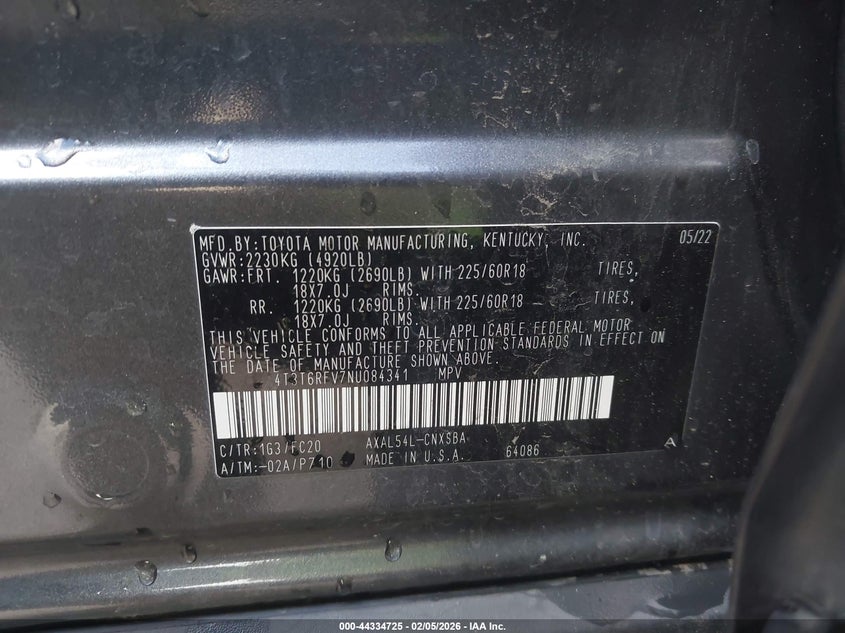 MFD.BY:TOYOTA MOTOR MANUFACTURING, KENTUCKY, INC. 05/22
GVWR:2230KG (4920LB)
GAWR:FRT. 1220KG (2690LB) WITH 225/60R18 TIRES,
18X7.0J RIMS.
RR. 1220KG (2690LB) WITH 225/60R18 TIRES,
18X7.0J RIMS.
THIS VEHICLE CONFORMS TO ALL APPLICABLE FEDERAL MOTOR
VEHICLE SAFETY AND THEFT PREVENTION STANDARDS IN EFFECT ON
THE DATE OF MANUFACTURE SHOWN ABOVE.
4T3T6RFV7NU084341 MPV
C/TR:1G3/FC20 AXAL54L-CNXSBA
A/TM:-02A/P710 MADE IN U.S.A. 64086 A
000-44334725 - 02/05/2026 - IAA Inc.